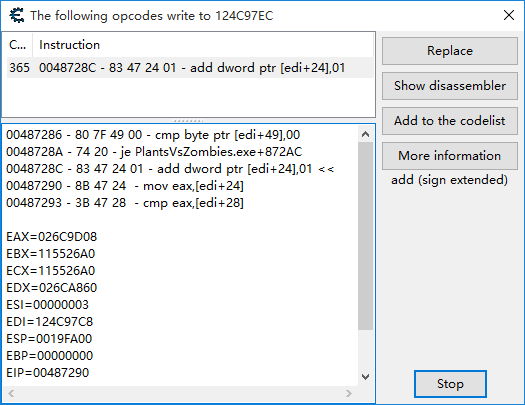 The following opcodes write to 124C97EC
C... Instruction
365 0048728C - 83 47 24 01 - add dword ptr [edi+24],01
Replace
Show disassembler
Add to the codelist
More information
add (sign extended)
00487286 - 80 7F 49 00 - cmp byte ptr [edi+49],00
0048728A - 74 20 - je PlantsVsZombies.exe+872AC
0048728C - 83 47 24 01 - add dword ptr [edi+24],01 <<
00487290 - 8B 47 24 - mov eax,[edi+24]
00487293 - 3B 47 28 - cmp eax,[edi+28]
EAX=026C9D08
EBX=115526A0
ECX=115526A0
EDX=026CA860
ESI=00000003
EDI=124C97C8
ESP=0019FA00
EBP=00000000
EIP=00487290
Stop